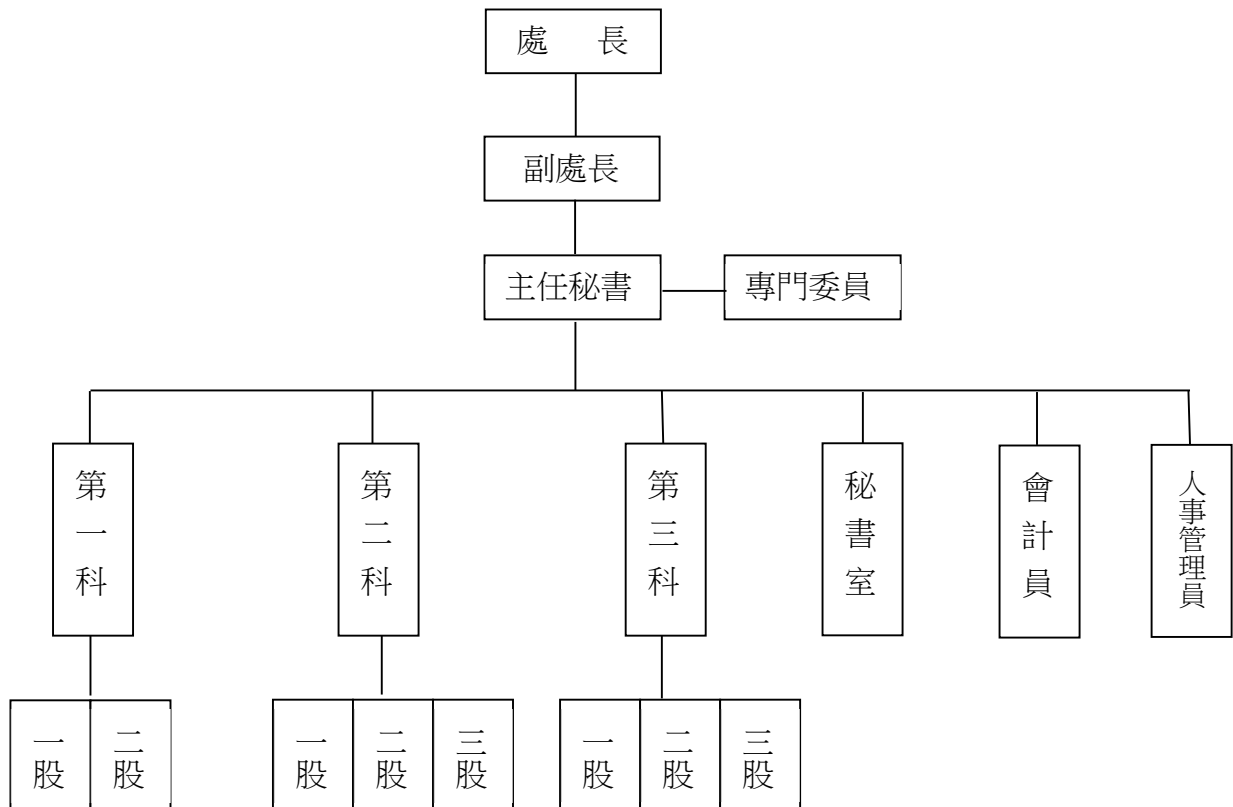 處 長
副處長
主任秘書
專門委員
第一科
第二科
第三科
秘書室
會計員
人事管理員
一股
二股
一股
二股
三股
一股
二股
三股